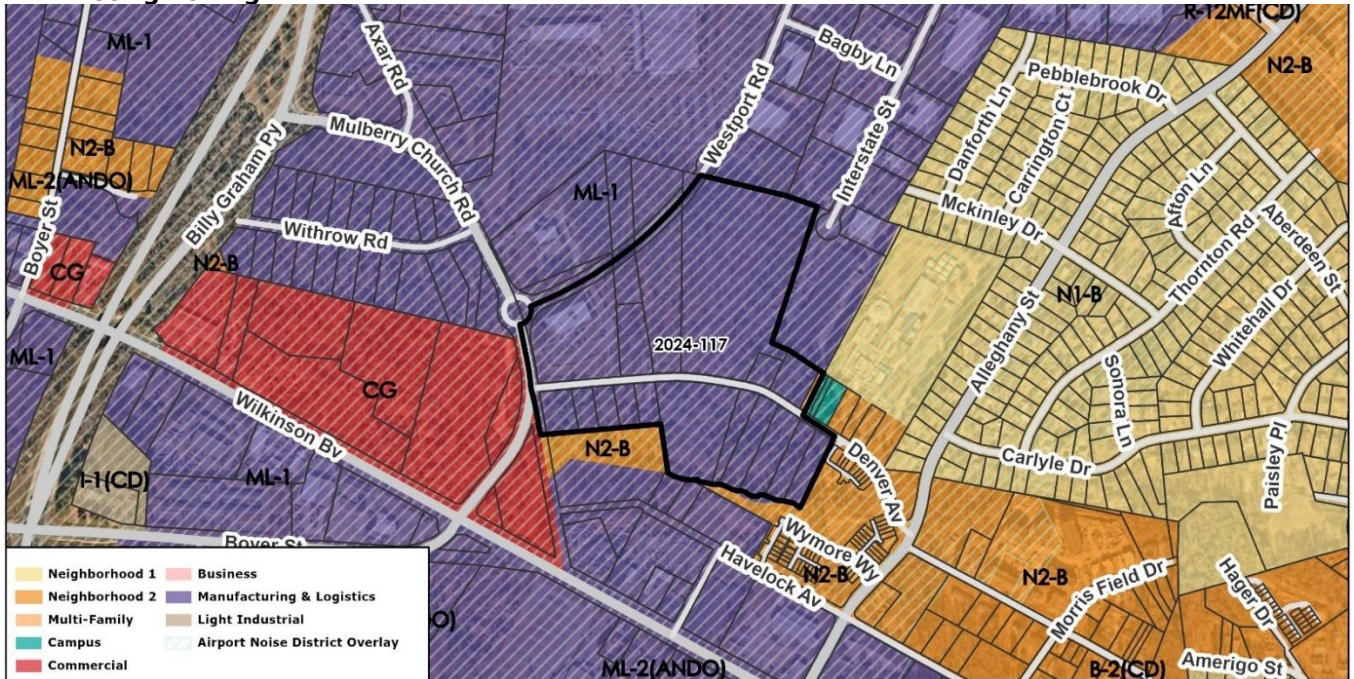 R-12MF(CD)
ML-1
Axar Rd
Bagby Ln
Pebblebrook Dr
N2-B
Westport Rd
Danforth Ln
Carrington Ct
Billy Graham Py
Mulberry Church Rd
Interstate St
N2-B
ML-2(ANDO)
ML-1
Mckinley Dr
Afton Ln
Aberdeen St
Boyer St
Withrow Rd
Thornton Rd
CG
N2-B
N1-B
Whitehall Dr
Alleghany St
ML-1
2024-117
Sonora Ln
CG
Wilkinson Bv
N2-B
Denver Av
Carlyle Dr
Paisley Pl
I-1(CD)
ML-1
Boyer St
Wymore Wy
Havelock Av
N2-B
N2-B
Morris Field Dr
Hager Dr
ML-2(ANDO)
B-2(CD)
Amerigo St
Neighborhood 1
Neighborhood 2
Multi-Family
Campus
Commercial
Business
Manufacturing & Logistics
Light Industrial
Airport Noise District Overlay